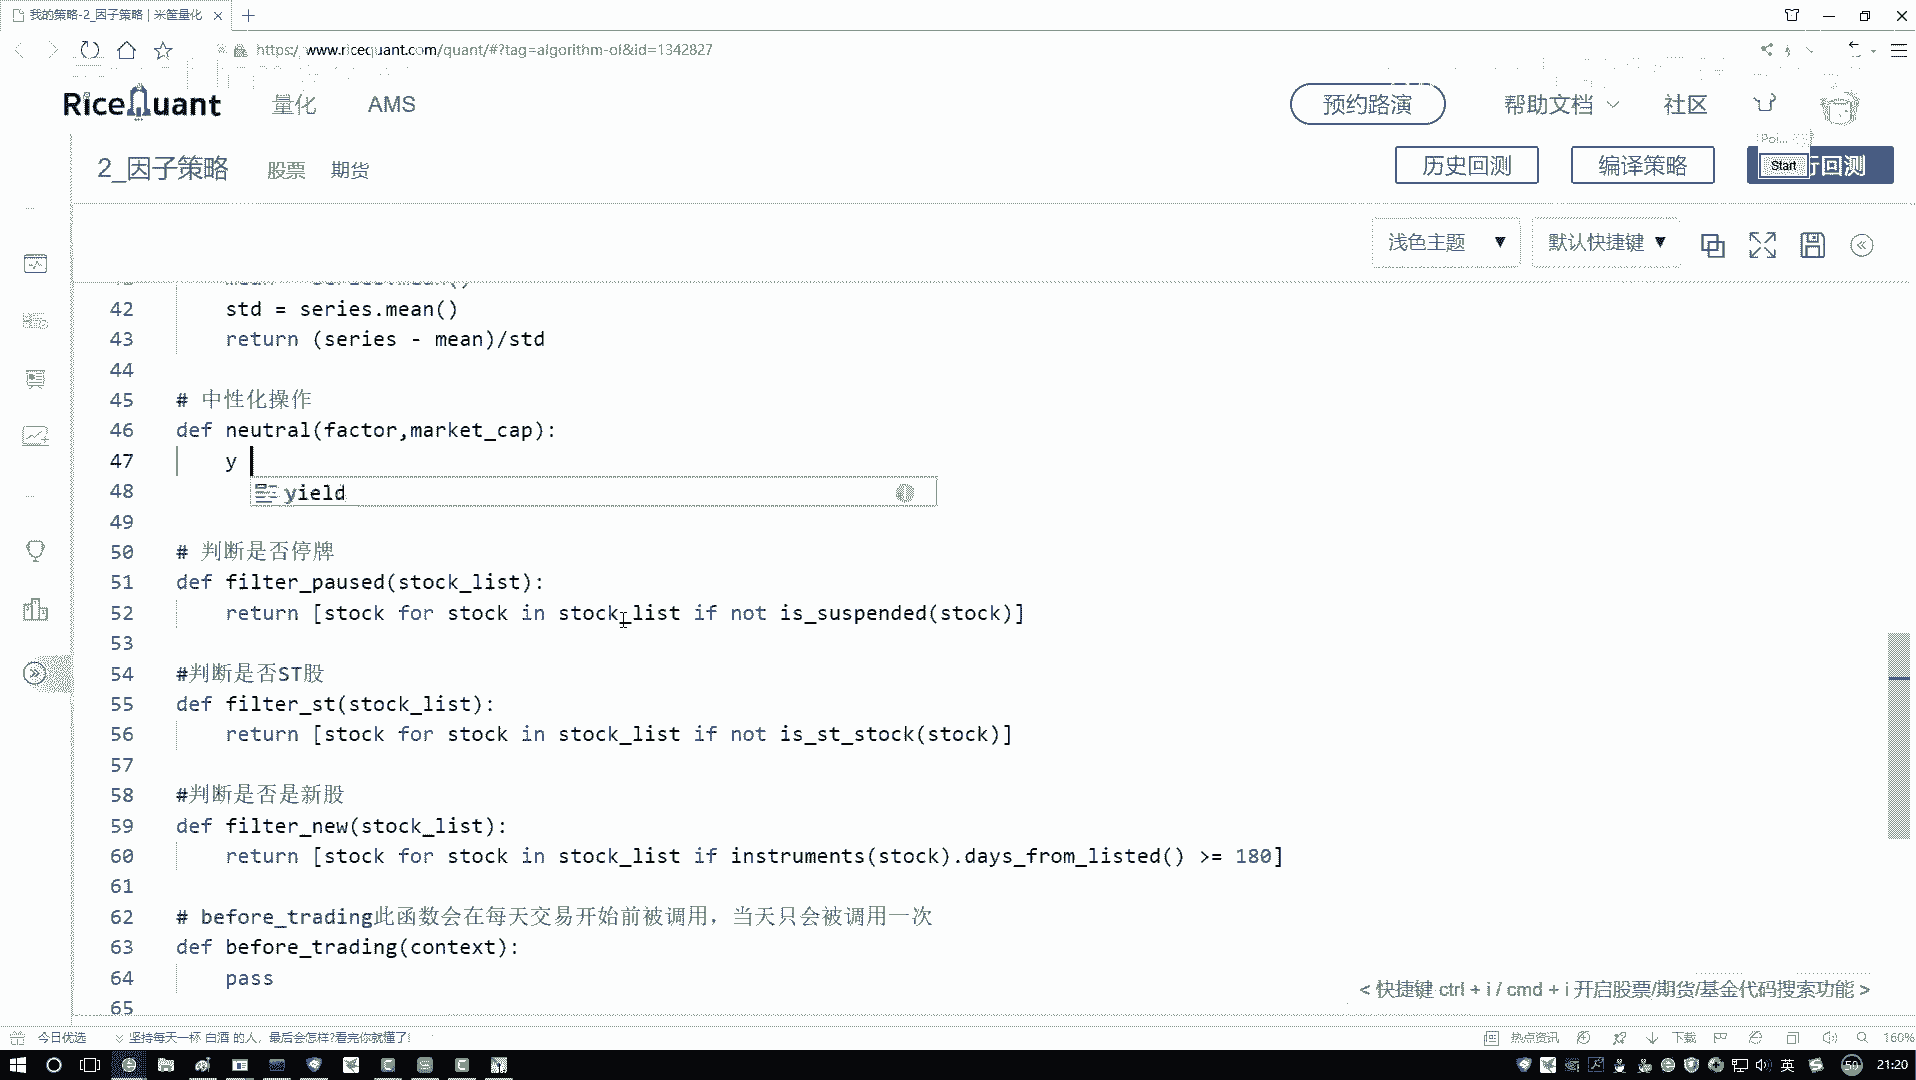 我的策略-2_因子策略 | 米筐量化
https://www.ricequant.com/quant/#?tag=algorithm-of&id=1342827
RiceQuant 量化 AMS 预约路演 帮助文档 社区
Poi...
2_因子策略 股票 期货 历史回测 编译策略 Start 行回测
浅色主题 ▼ 默认快捷键 ▼
42 std = series.mean()
43 return (series - mean)/std
44
45 # 中性化操作
46 def neutral(factor,market_cap):
47 y
48 yield
49
50 # 判断是否停牌
51 def filter_paused(stock_list):
52 return [stock for stock in stock_list if not is_suspended(stock)]
53
54 #判断是否ST股
55 def filter_st(stock_list):
56 return [stock for stock in stock_list if not is_st_stock(stock)]
57
58 #判断是否是新股
59 def filter_new(stock_list):
60 return [stock for stock in stock_list if instruments(stock).days_from_listed() >= 180]
61
62 # before_trading此函数会在每天交易开始前被调用，当天只会被调用一次
63 def before_trading(context):
64 pass
65
< 快捷键 ctrl + i / cmd + i 开启股票/期货/基金代码搜索功能 >
今日优选 坚持每天一杯 白酒 的人，最后会怎样?看完你就懂了! 热点资讯 下载 160%
英 50 21:20